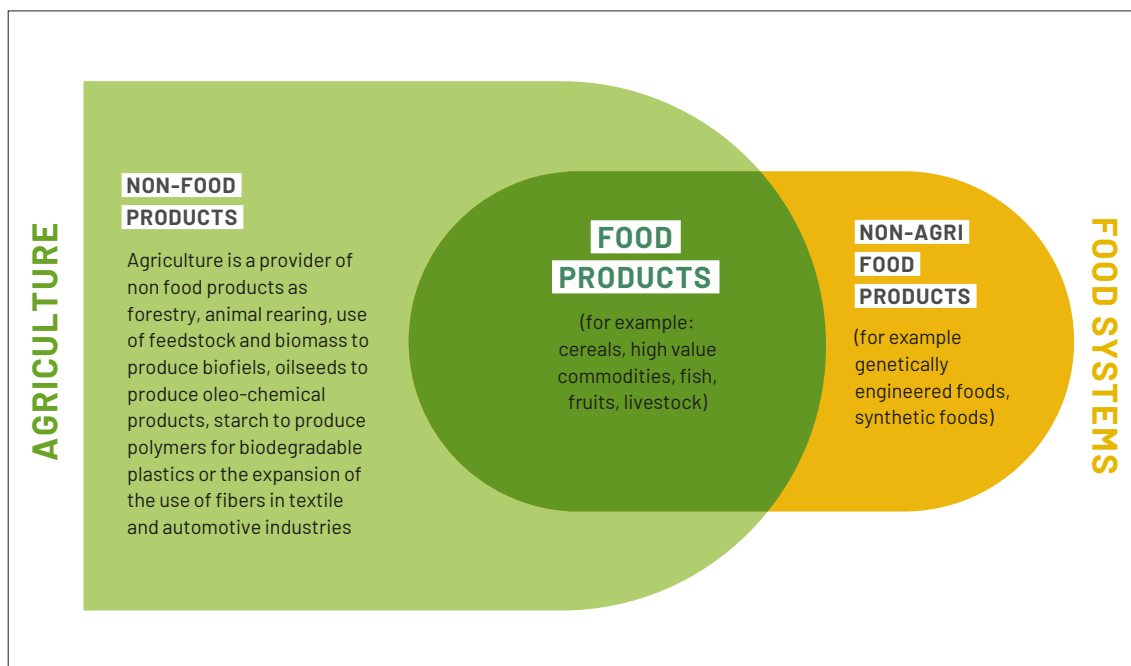 AGRICULTURE
NON-FOOD
PRODUCTS
Agriculture is a provider of
non food products as
forestry, animal rearing, use
of feedstock and biomass to
produce biofiels, oilseeds to
produce oleo-chemical
products, starch to produce
polymers for biodegradable
plastics or the expansion of
the use of fibers in textile
and automotive industries
FOOD
PRODUCTS
(for example:
cereals, high value
commodities, fish,
fruits, livestock)
NON-AGRI
FOOD
PRODUCTS
(for example
genetically
engineered foods,
synthetic foods)
FOOD SYSTEMS